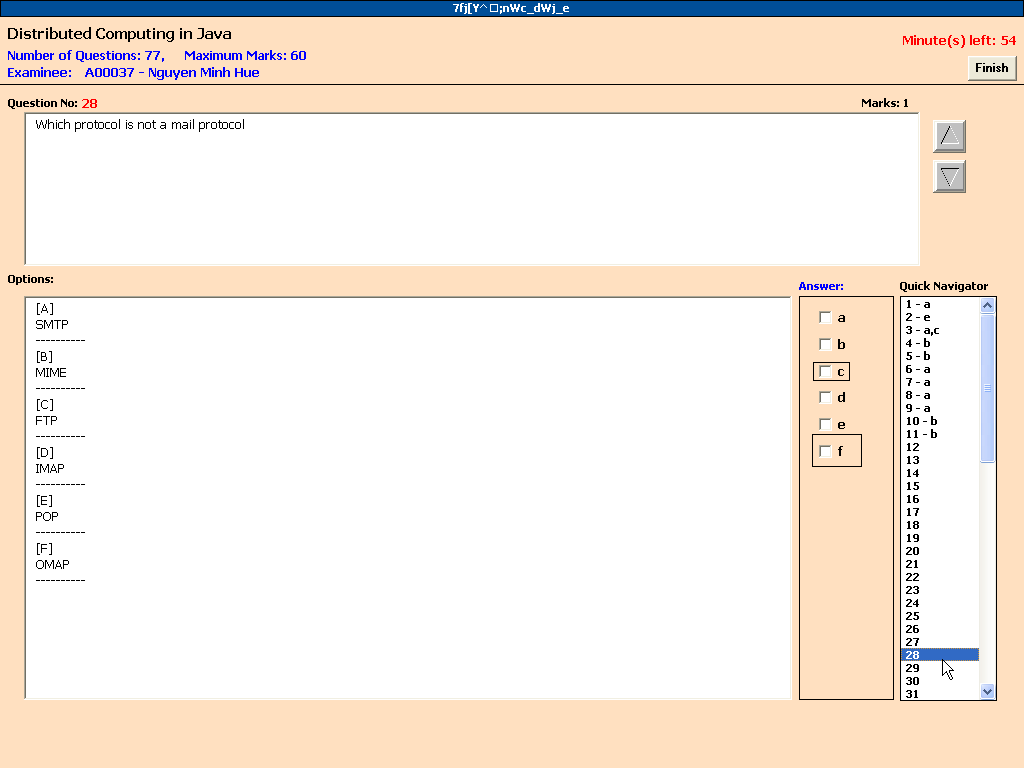 7fj[Y^ □;nWc_dWj_e
Distributed Computing in Java
Number of Questions: 77, Maximum Marks: 60
Minute(s) left: 54
Examinee: A00037 - Nguyen Minh Hue
Finish
Question No: 28
Marks: 1
Which protocol is not a mail protocol
Options:
Answer:
Quick Navigator
[A]
SMTP
----------
[B]
MIME
----------
[C]
FTP
----------
[D]
IMAP
----------
[E]
POP
----------
[F]
OMAP
----------
a
b
c
d
e
f
1 - a
2 - e
3 - a,c
4 - b
5 - b
6 - a
7 - a
8 - a
9 - a
10 - b
11 - b
12
13
14
15
16
17
18
19
20
21
22
23
24
25
26
27
28
29
30
31